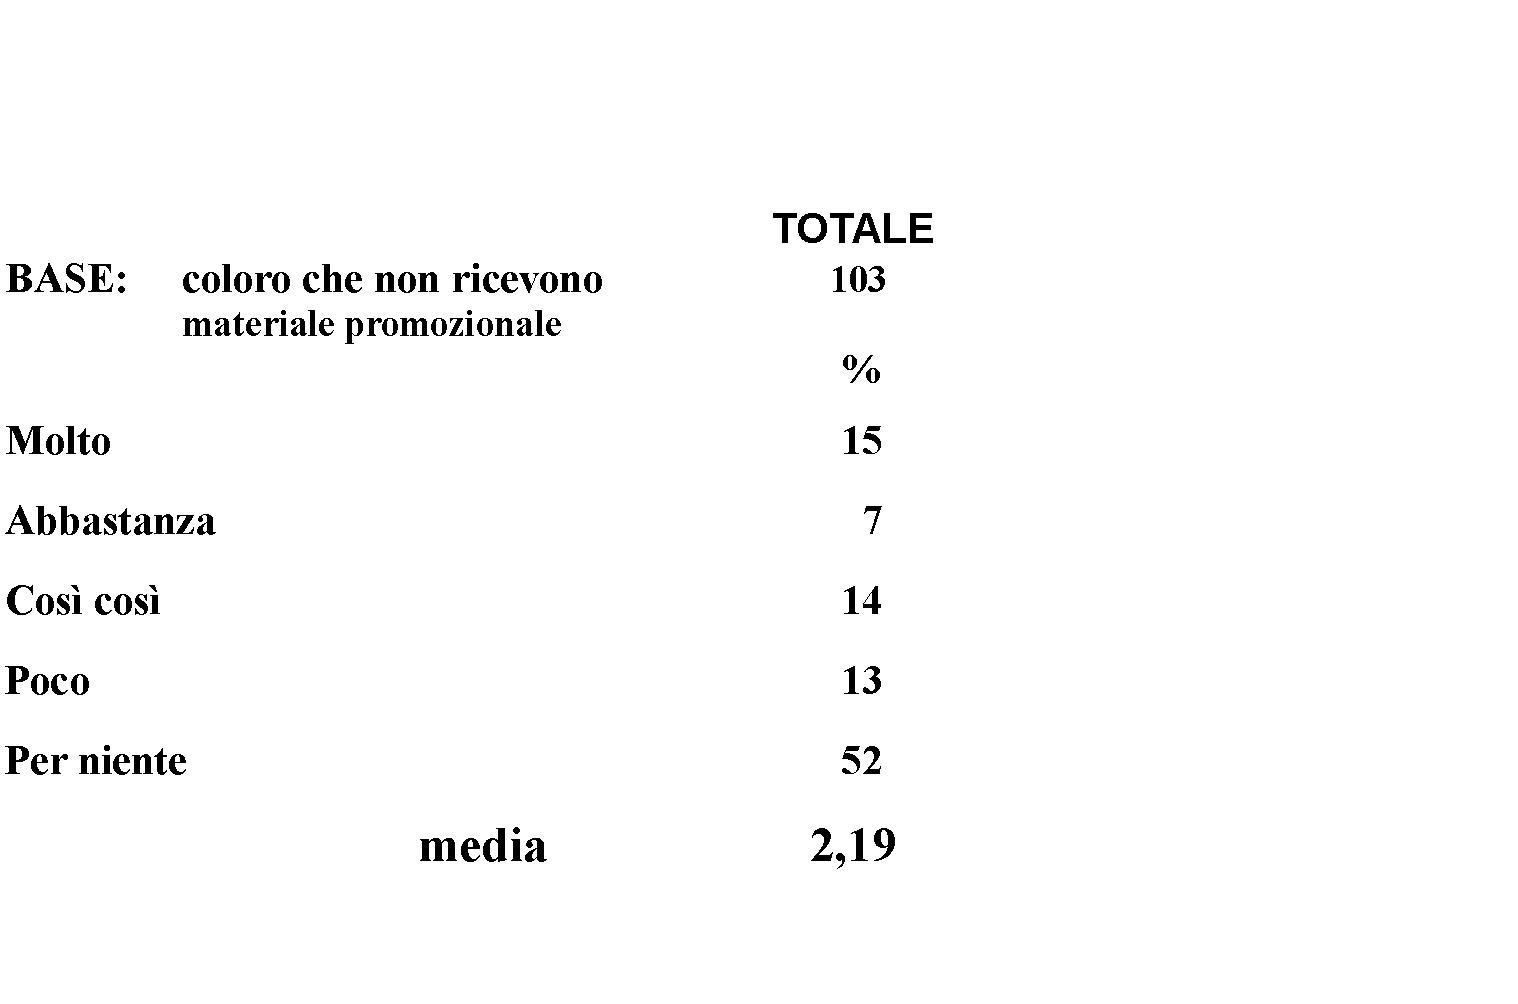 TOTALE
BASE: coloro che non ricevono 103
materiale promozionale
%
Molto 15
Abbastanza 7
Così così 14
Poco 13
Per niente 52
media 2,19